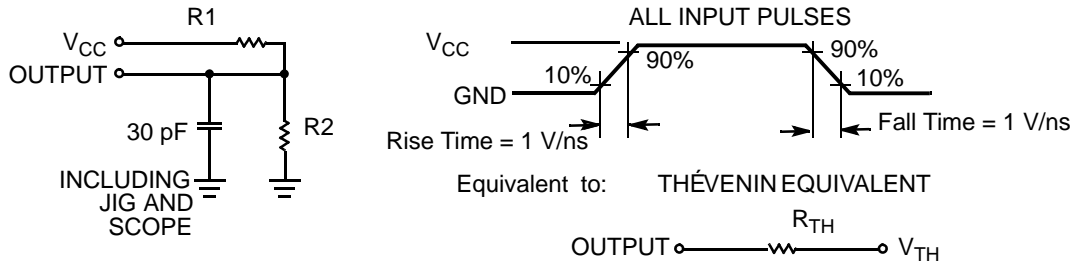 R1
VCC
OUTPUT
30 pF
R2
INCLUDING
JIG AND
SCOPE
ALL INPUT PULSES
VCC
90%
90%
10%
10%
GND
Rise Time = 1 V/ns
Fall Time = 1 V/ns
Equivalent to: THÉVENIN EQUIVALENT
RTH
OUTPUT
VTH